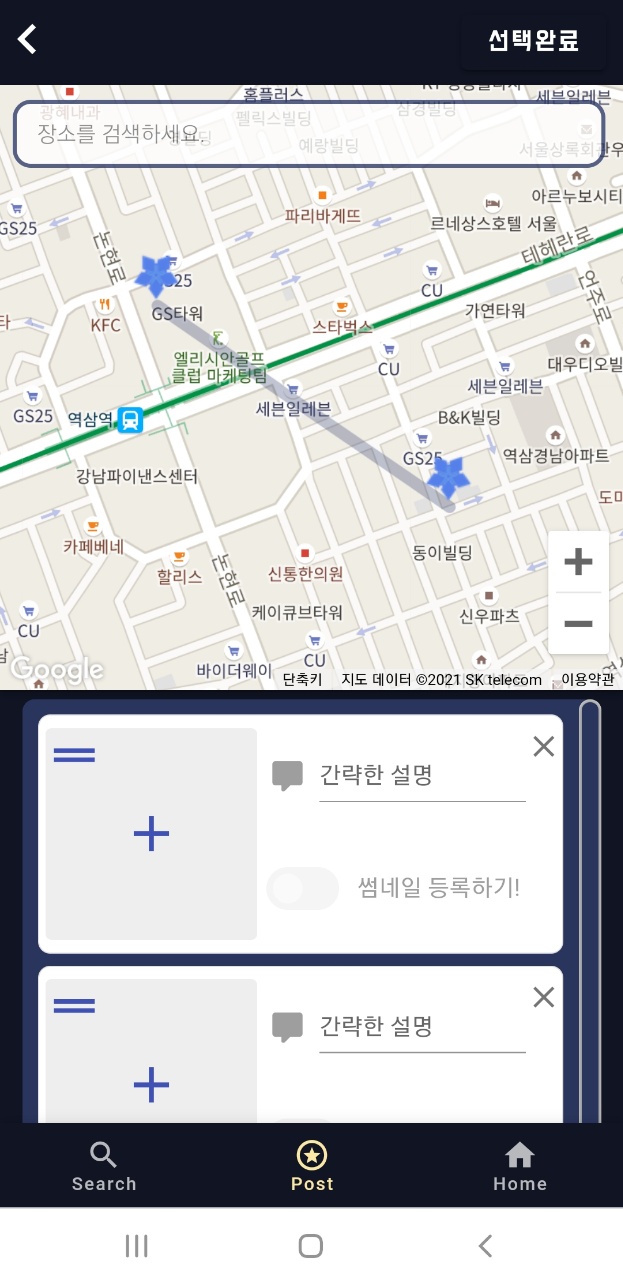 선택완료
홈플러스
세븐일레븐
광혜내과
펠릭스빌딩
삼경빌딩
장소를 검색하세요.
예랑빌딩
서울상록회관우
아르누보시티
GS25
파리바게뜨
르네상스호텔 서울
테헤란로
논현로
언주로
CU
GS타워
가연타워
KFC
스타벅스
엘리시안골프
클럽 마케팅팀
CU
대우디오빌
세븐일레븐
GS25
역삼역
세븐일레븐
B&K빌딩
GS25
역삼경남아파트
강남파이낸스센터
카페베네
할리스
신통한의원
동이빌딩
논현로
케이큐브타워
신우파츠
CU
CU
바이더웨이
Google
단축키
지도 데이터 ©2021 SK telecom
이용약관
간략한 설명
썸네일 등록하기!
간략한 설명
Search
Post
Home